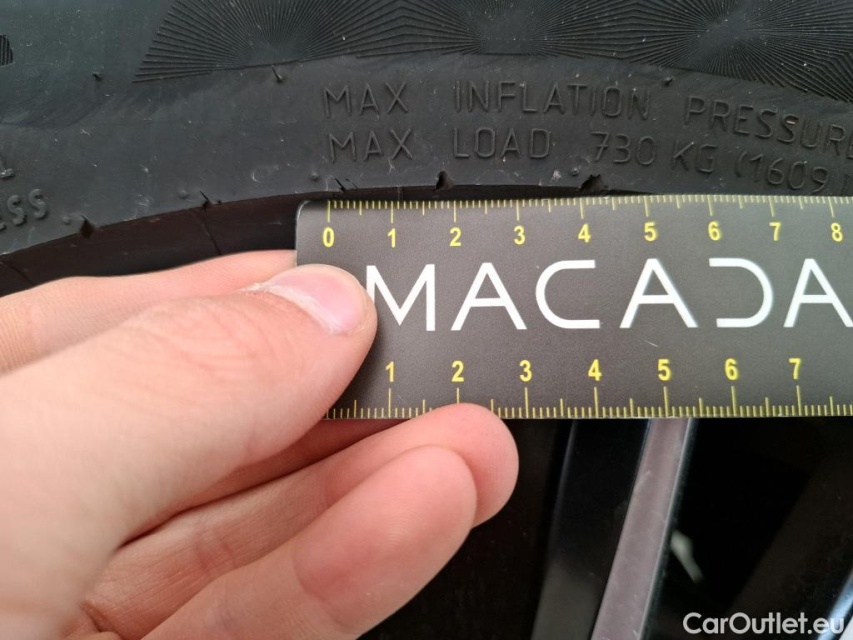 MAX INFLATION PRESSURE
MAX LOAD 730 KG (1609
SS
0 1 2 3 4 5 6 7 8
MACADA
1 2 3 4 5 6 7
CarOutlet.eu